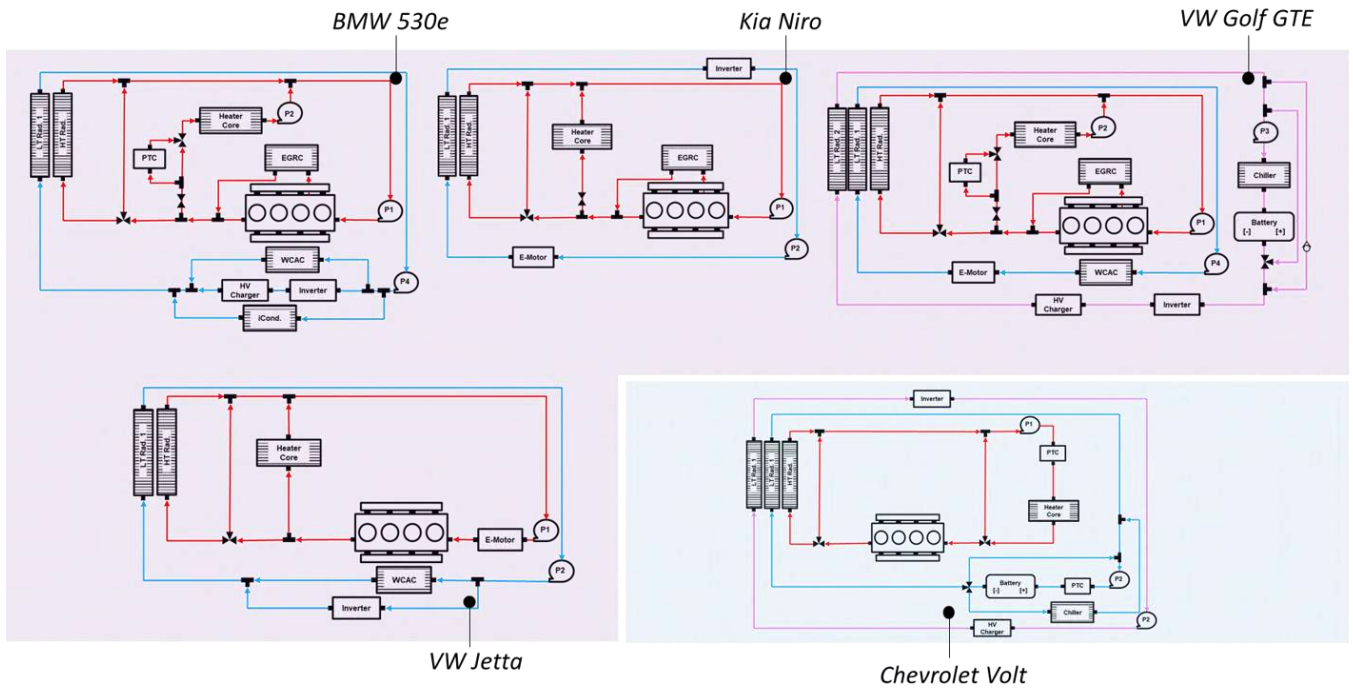 BMW 530e
Kia Niro
VW Golf GTE
LT Rad. 1
HT Rad.
PTC
Heater
Core
P2
EGRC
P1
WCAC
P4
HV
Charger
Inverter
iCond.
Inverter
LT Rad. 1
HT Rad.
Heater
Core
EGRC
P1
P2
E-Motor
LT Rad. 2
LT Rad. 1
HT Rad.
PTC
Heater
Core
P2
EGRC
P1
P4
E-Motor
WCAC
P3
Chiller
Battery
[-] [+]
HV
Charger
Inverter
LT Rad. 1
HT Rad.
Heater
Core
E-Motor
P1
P2
WCAC
Inverter
VW Jetta
Inverter
LT Rad. 1
LT Rad. 1
HT Rad.
P1
PTC
Heater
Core
Battery
[-] [+]
PTC
P2
Chiller
HV
Charger
P2
Chevrolet Volt